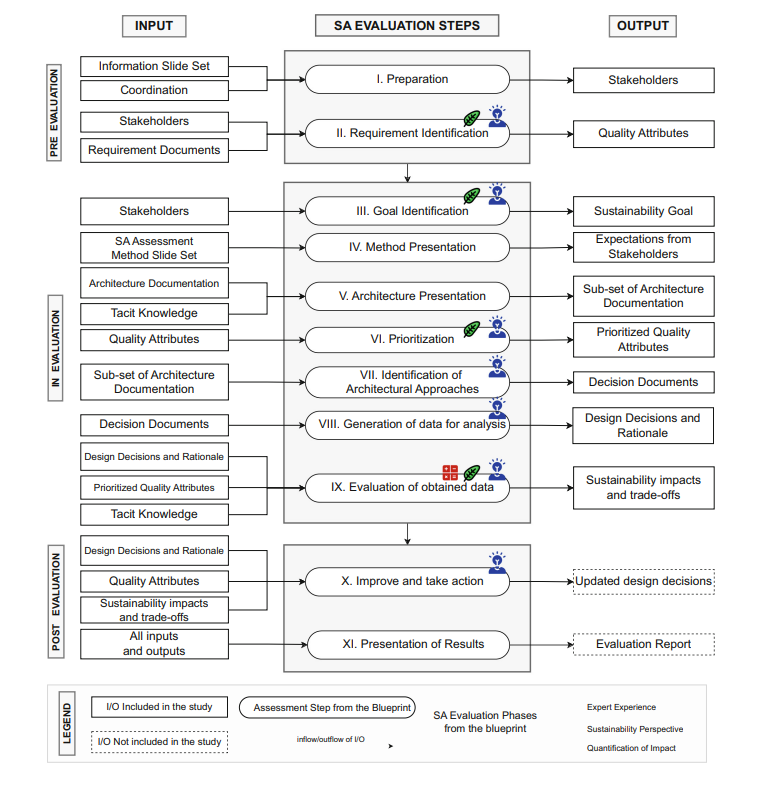 INPUT
SA EVALUATION STEPS
OUTPUT
PRE EVALUATION
Information Slide Set
Coordination
I. Preparation
Stakeholders
Stakeholders
Requirement Documents
II. Requirement Identification
Quality Attributes
IN EVALUATION
Stakeholders
III. Goal Identification
Sustainability Goal
SA Assessment
Method Slide Set
IV. Method Presentation
Expectations from
Stakeholders
Architecture Documentation
Tacit Knowledge
V. Architecture Presentation
Sub-set of Architecture
Documentation
Quality Attributes
VI. Prioritization
Prioritized Quality
Attributes
Sub-set of Architecture
Documentation
VII. Identification of
Architectural Approaches
Decision Documents
Decision Documents
VIII. Generation of data for analysis
Design Decisions and
Rationale
Design Decisions and Rationale
Prioritized Quality Attributes
Tacit Knowledge
IX. Evaluation of obtained data
Sustainability impacts
and trade-offs
POST EVALUATION
Design Decisions and Rationale
Quality Attributes
Sustainability impacts
and trade-offs
X. Improve and take action
Updated design decisions
All inputs
and outputs
XI. Presentation of Results
Evaluation Report
LEGEND
I/O Included in the study
I/O Not included in the study
Assessment Step from the Blueprint
inflow/outflow of I/O
SA Evaluation Phases
from the blueprint
Expert Experience
Sustainability Perspective
Quantification of Impact